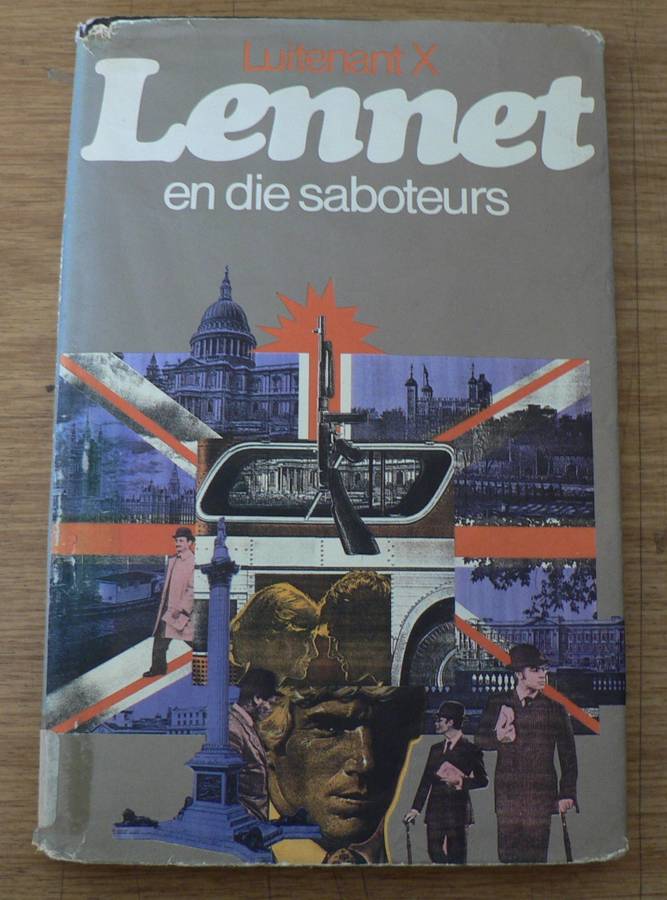 Luitenant X
Lennet
en die saboteurs